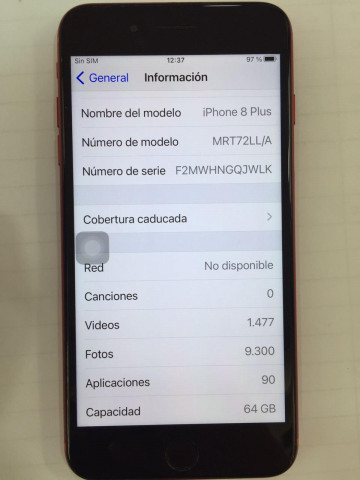 Sin SIM 12:37 97 %
General Información
Nombre del modelo iPhone 8 Plus
Número de modelo MRT72LL/A
Número de serie F2MWHNGQJWLK
Cobertura caducada
Red No disponible
Canciones 0
Videos 1.477
Fotos 9.300
Aplicaciones 90
Capacidad 64 GB